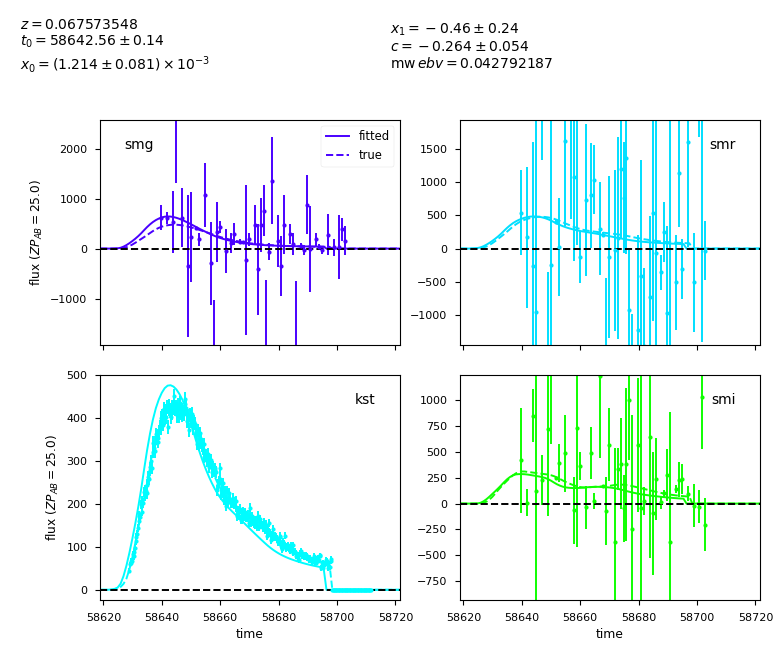 z = 0.067573548
t₀ = 58642.56 ± 0.14
x₀ = (1.214 ± 0.081) × 10⁻³
x₁ = −0.46 ± 0.24
c = −0.264 ± 0.054
mw ebv = 0.042792187
smg
fitted
true
2000
1000
0
−1000
flux (ZP_AB = 25.0)
smr
1500
1000
500
0
−500
−1000
kst
500
400
300
200
100
0
flux (ZP_AB = 25.0)
58620 58640 58660 58680 58700 58720
time
smi
1000
750
500
250
0
−250
−500
−750
58620 58640 58660 58680 58700 58720
time